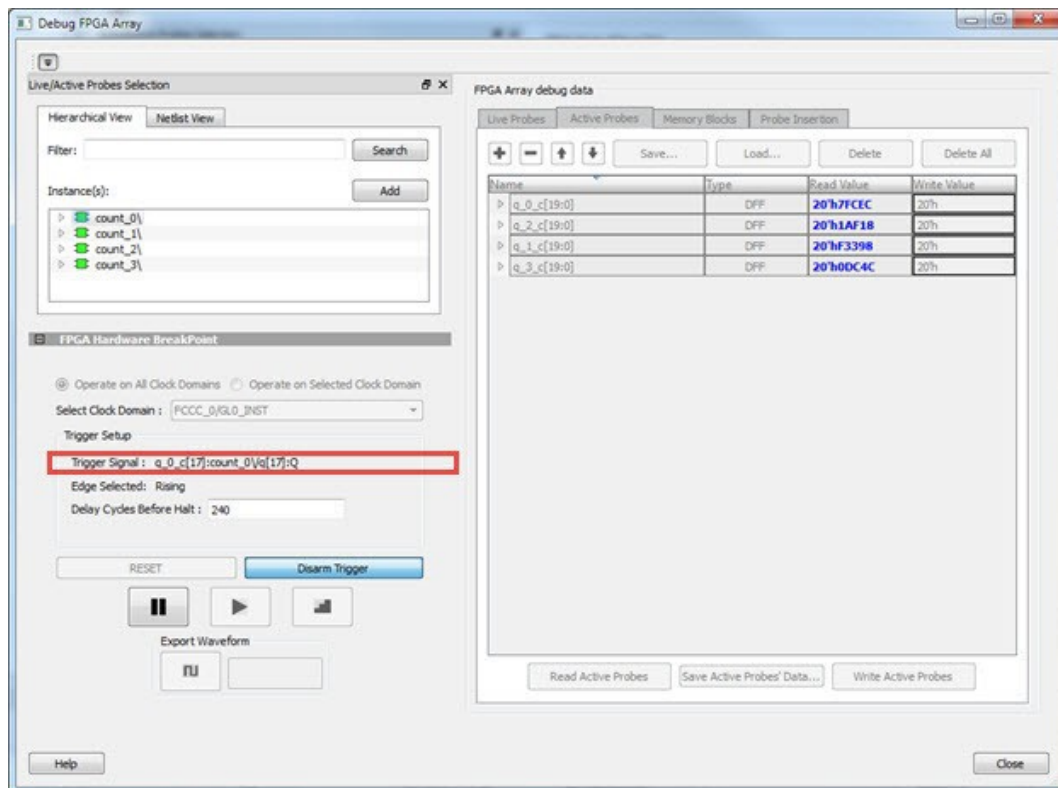 Debug FPGA Array
Live/Active Probes Selection
Hierarchical View
Netlist View
Filter:
Search
Instance(s):
Add
count_0\
count_1\
count_2\
count_3\
FPGA Hardware BreakPoint
Operate on All Clock Domains
Operate on Selected Clock Domain
Select Clock Domain :
FCCC_0/GL0_INST
Trigger Setup
Trigger Signal : q_0_c[17]:count_0\/q[17]:Q
Edge Selected: Rising
Delay Cycles Before Halt : 240
RESET
Disarm Trigger
Export Waveform
Help
FPGA Array debug data
Live Probes
Active Probes
Memory Blocks
Probe Insertion
Save...
Load...
Delete
Delete All
Name Type Read Value Write Value
q_0_c[19:0] DFF 20'h7FCEC 20'h
q_2_c[19:0] DFF 20'h1AF18 20'h
q_1_c[19:0] DFF 20'hF3398 20'h
q_3_c[19:0] DFF 20'h0DC4C 20'h
Read Active Probes
Save Active Probes' Data...
Write Active Probes
Close